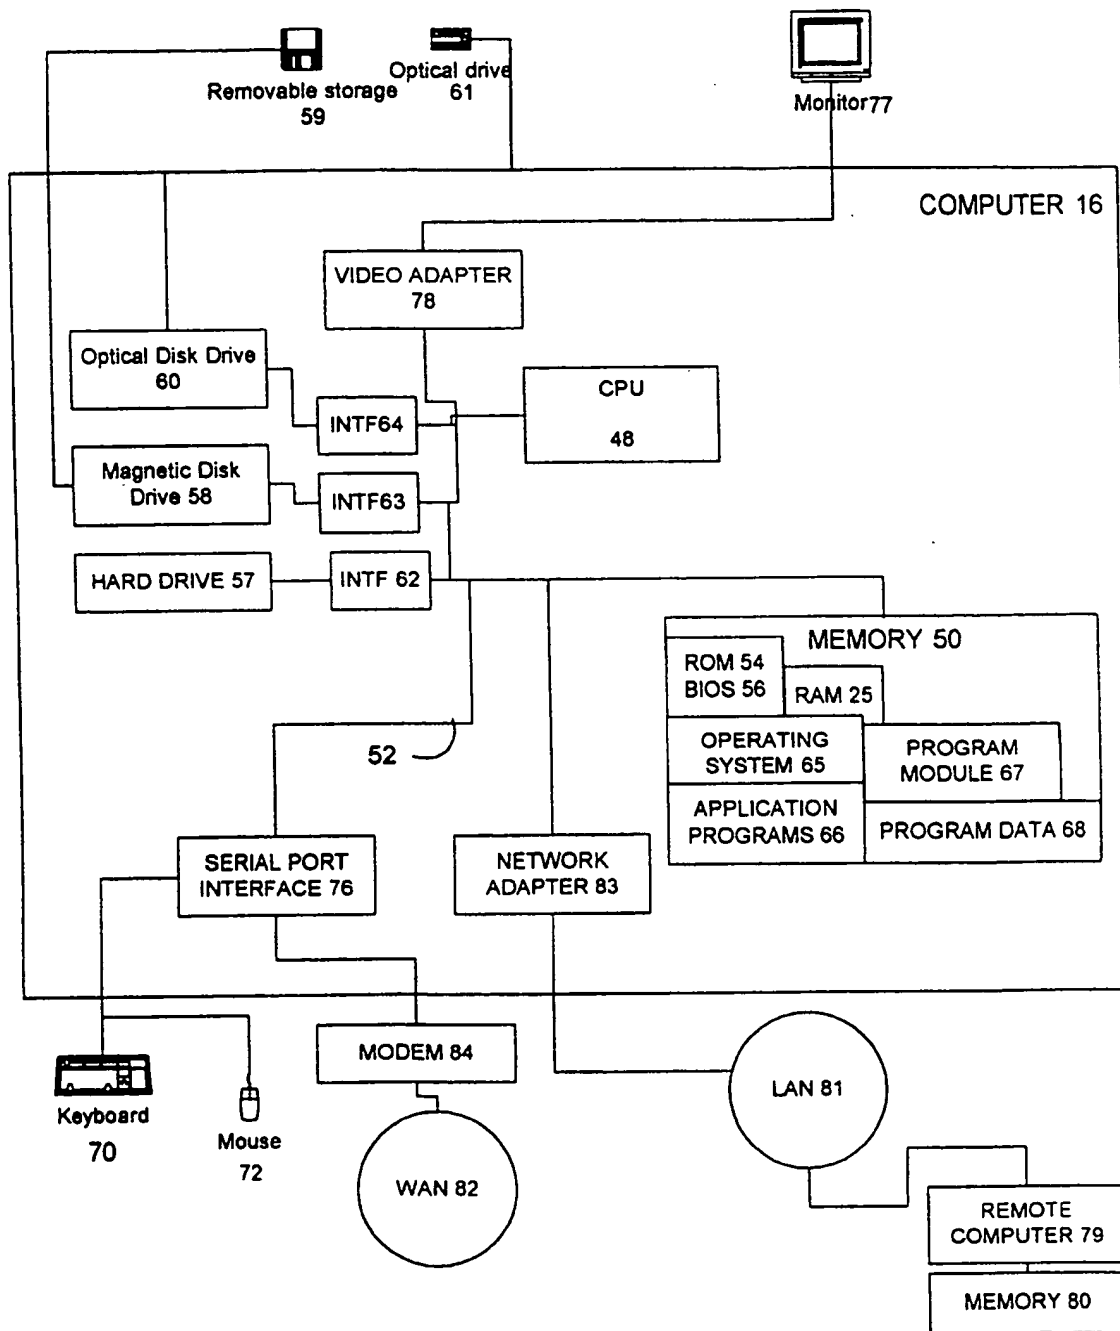 Removable storage
59
Optical drive
61
Monitor77
COMPUTER 16
VIDEO ADAPTER
78
Optical Disk Drive
60
INTF64
CPU
48
Magnetic Disk
Drive 58
INTF63
HARD DRIVE 57
INTF 62
MEMORY 50
ROM 54
BIOS 56
RAM 25
OPERATING
SYSTEM 65
PROGRAM
MODULE 67
APPLICATION
PROGRAMS 66
PROGRAM DATA 68
52
SERIAL PORT
INTERFACE 76
NETWORK
ADAPTER 83
MODEM 84
LAN 81
Keyboard
70
Mouse
72
WAN 82
REMOTE
COMPUTER 79
MEMORY 80